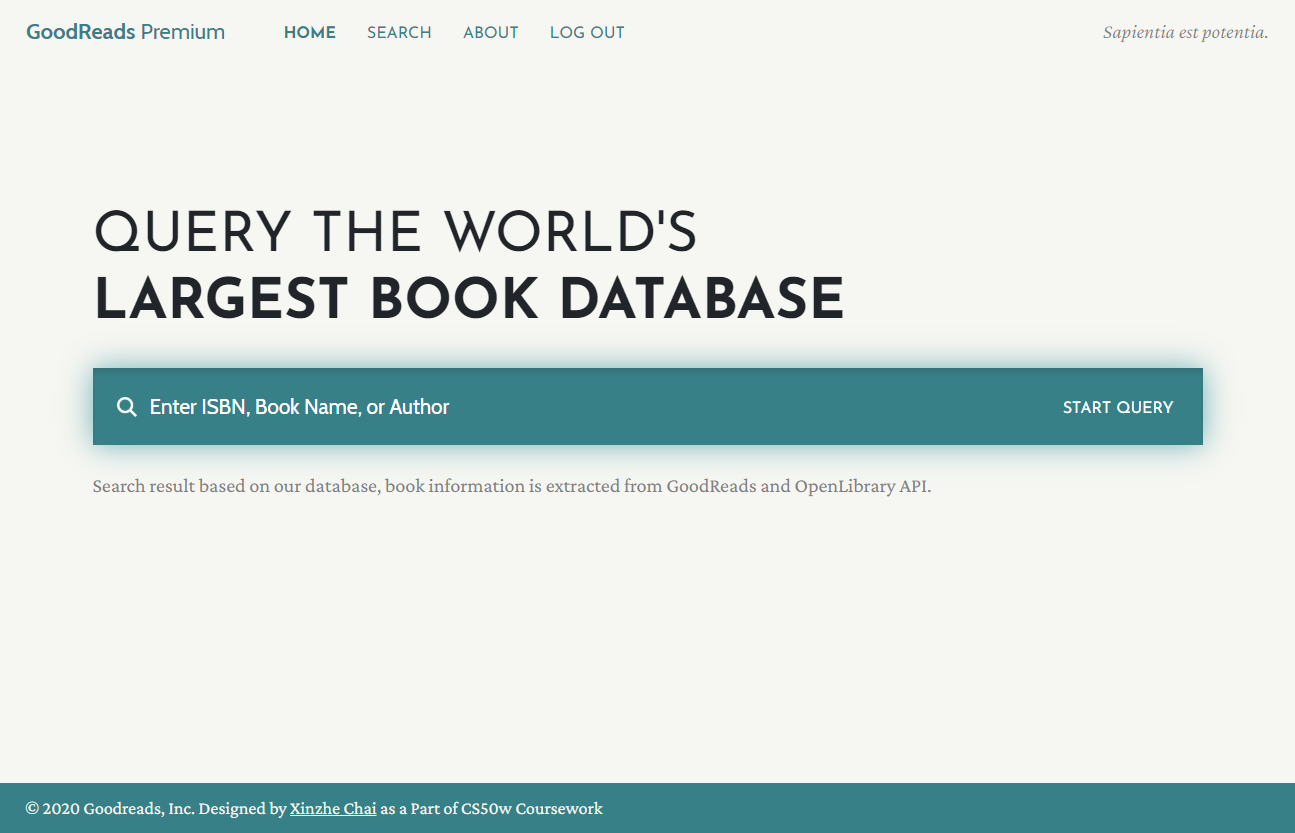 GoodReads Premium HOME SEARCH ABOUT LOG OUT Sapientia est potentia.
QUERY THE WORLD'S
LARGEST BOOK DATABASE
Enter ISBN, Book Name, or Author START QUERY
Search result based on our database, book information is extracted from GoodReads and OpenLibrary API.
© 2020 Goodreads, Inc. Designed by Xinzhe Chai as a Part of CS50w Coursework